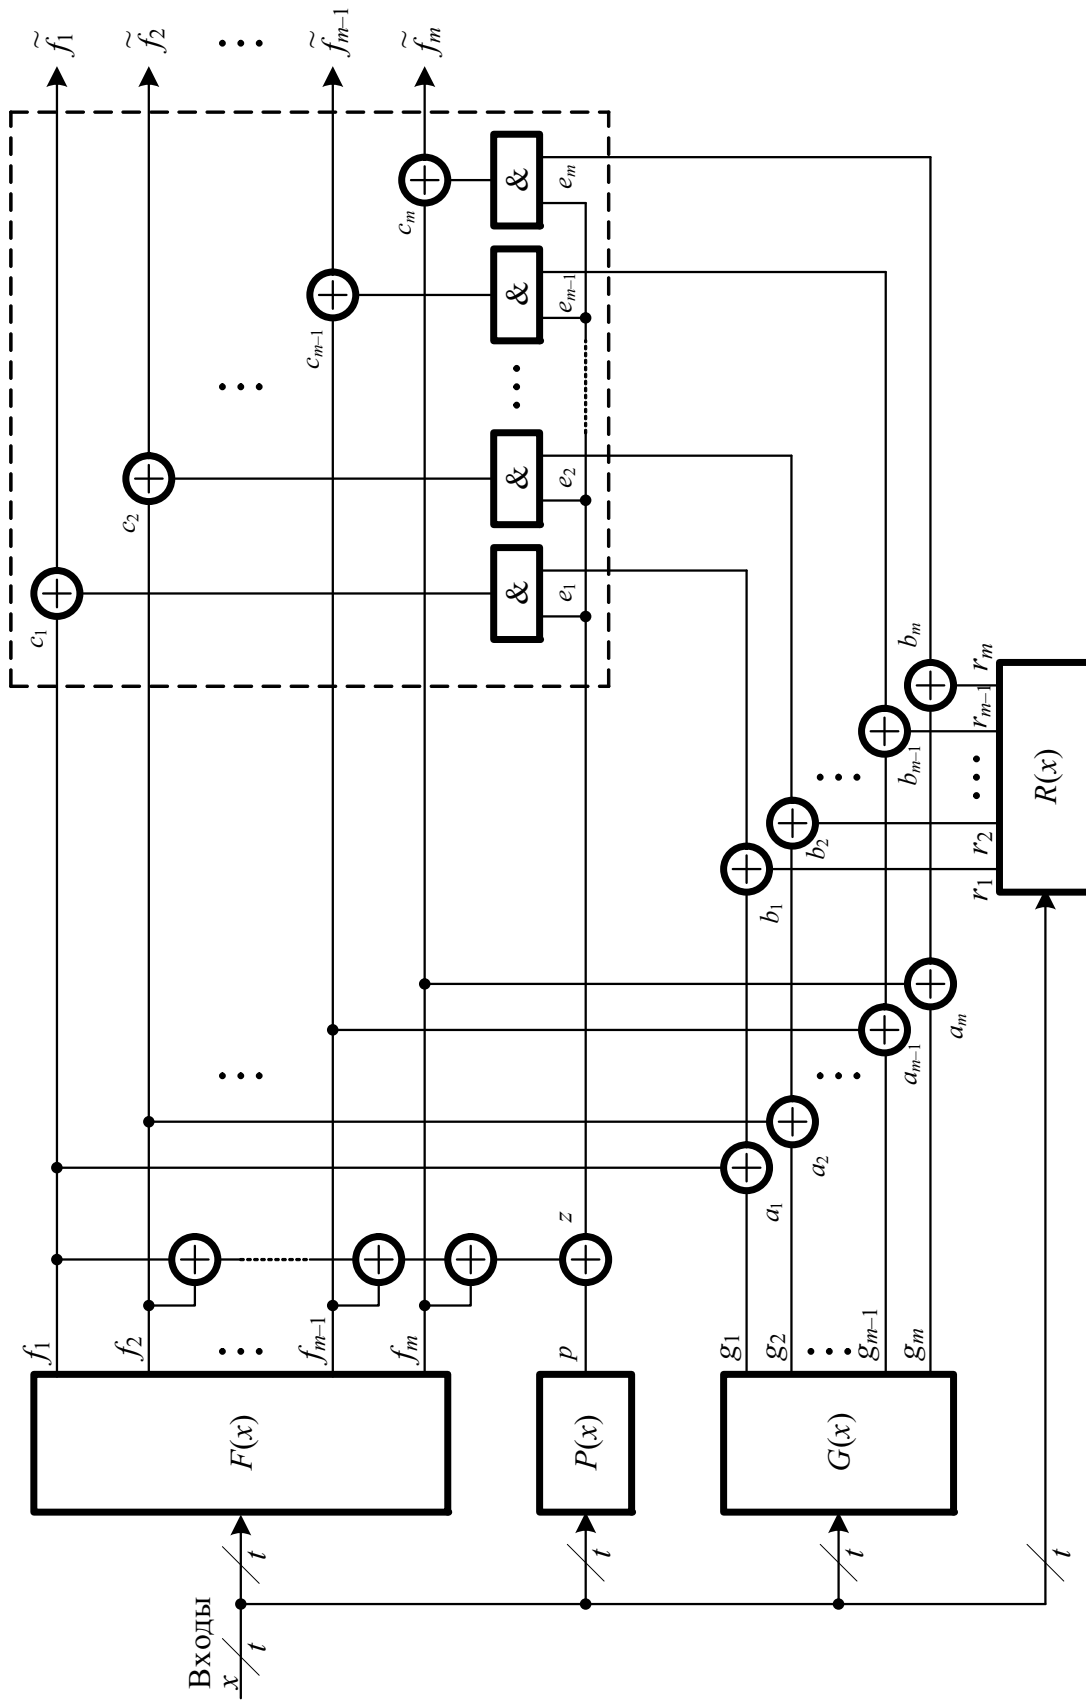 Входы
x
t
t
t
t
t
F(x)
P(x)
G(x)
R(x)
f₁
f₂
...
fₘ₋₁
fₘ
p
z
g₁
g₂
...
gₘ₋₁
gₘ
a₁
a₂
...
aₘ₋₁
aₘ
b₁
b₂
...
bₘ₋₁
bₘ
r₁
r₂
...
rₘ₋₁
rₘ
...
c₁
c₂
...
cₘ₋₁
cₘ
&
&
...
&
&
e₁
e₂
eₘ₋₁
eₘ
f̃₁
f̃₂
...
f̃ₘ₋₁
f̃ₘ